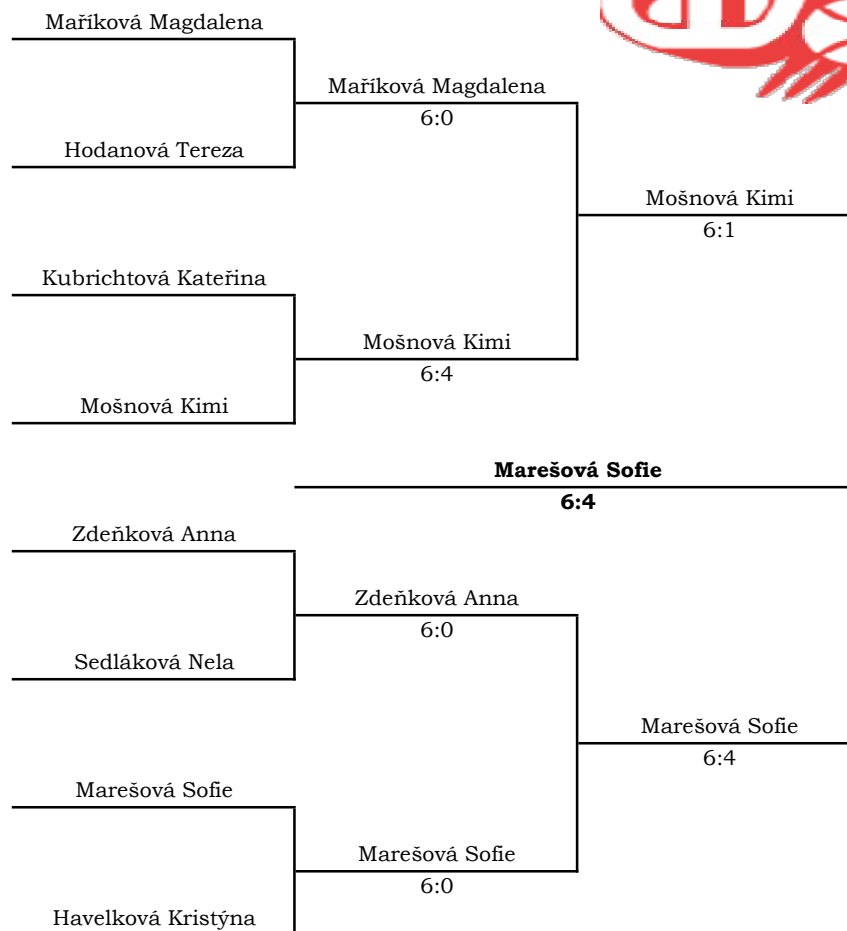 Maříková Magdalena
Maříková Magdalena
6:0
Hodanová Tereza
Mošnová Kimi
6:1
Kubrichtová Kateřina
Mošnová Kimi
6:4
Mošnová Kimi
Marešová Sofie
6:4
Zdeňková Anna
Zdeňková Anna
6:0
Sedláková Nela
Marešová Sofie
6:4
Marešová Sofie
Marešová Sofie
6:0
Havelková Kristýna